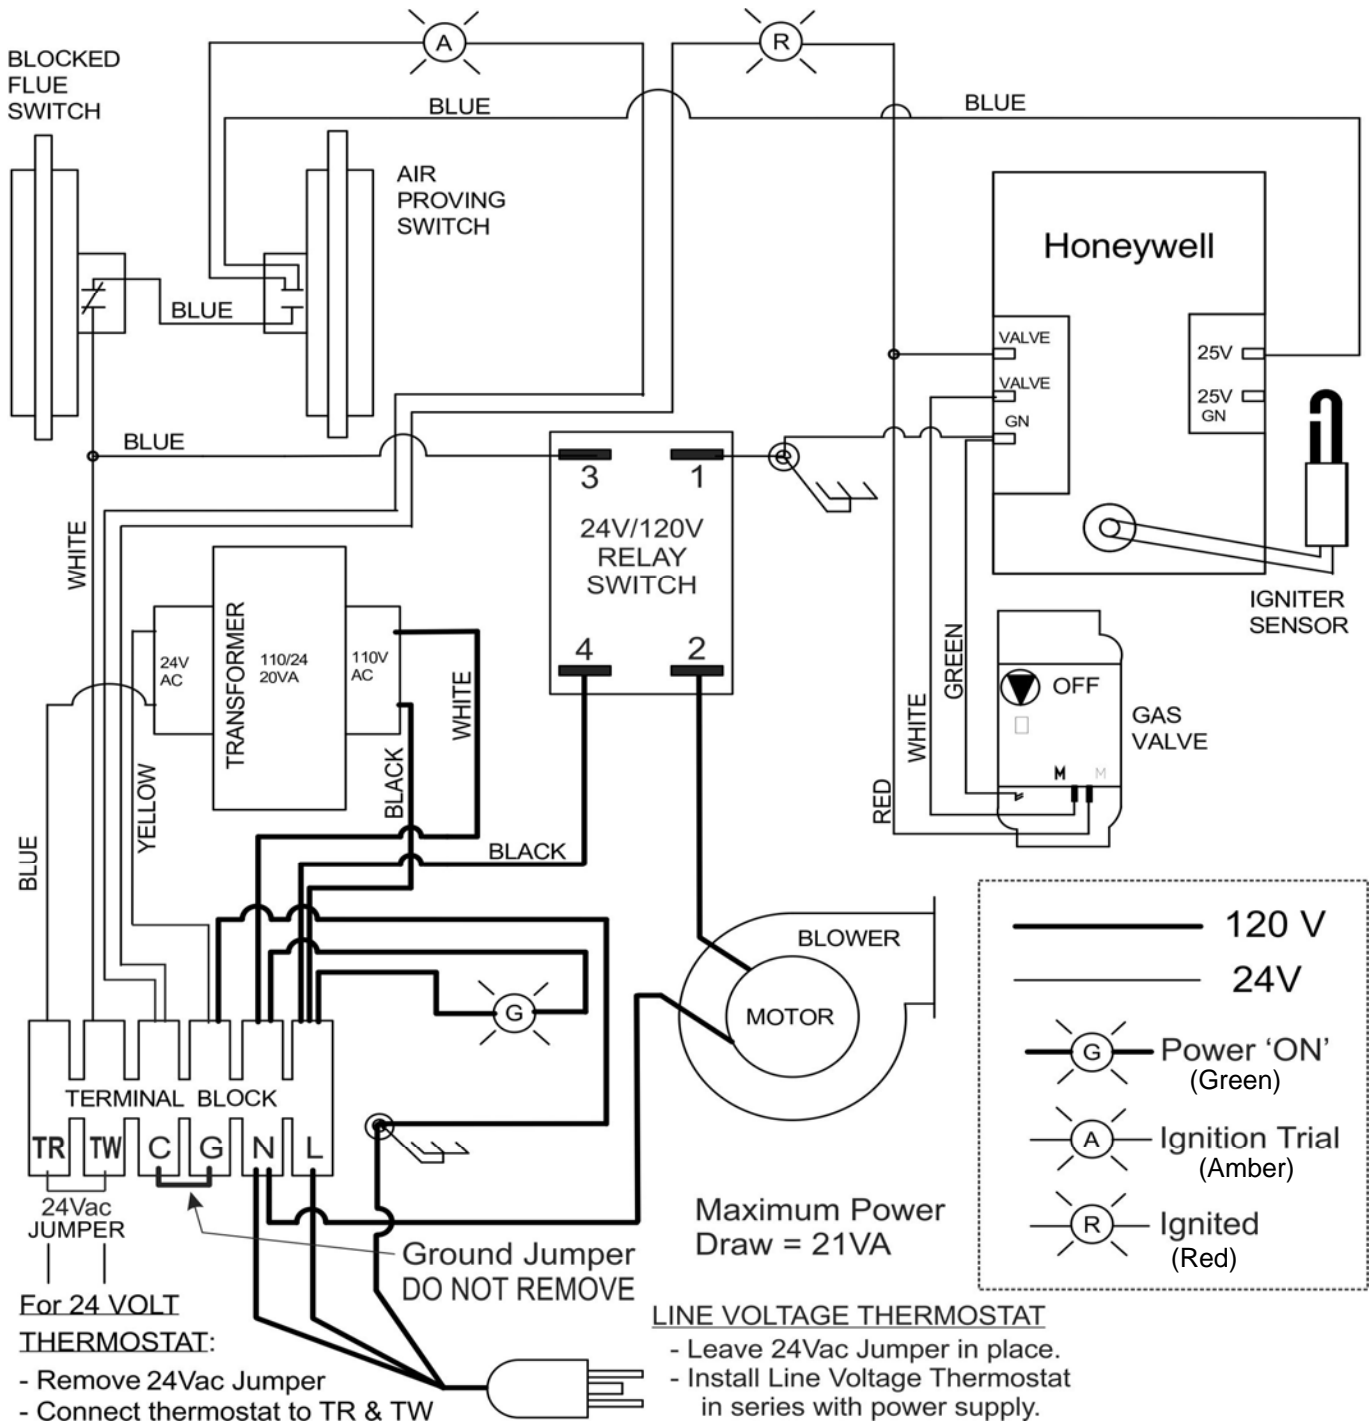 A
R
BLOCKED
FLUE
SWITCH
BLUE
BLUE
AIR
PROVING
SWITCH
Honeywell
BLUE
VALVE
VALVE
GN
25V
25V
GN
BLUE
3
1
24V/120V
RELAY
SWITCH
4
2
WHITE
IGNITER
SENSOR
TRANSFORMER
24V
AC
110/24
20VA
110V
AC
WHITE
BLACK
YELLOW
BLUE
BLACK
GREEN
WHITE
RED
OFF
M
M
GAS
VALVE
BLOWER
MOTOR
G
120 V
24V
G
Power ‘ON’
(Green)
A
Ignition Trial
(Amber)
R
Ignited
(Red)
TERMINAL BLOCK
TR TW C G N L
24Vac
JUMPER
Ground Jumper
DO NOT REMOVE
Maximum Power
Draw = 21VA
For 24 VOLT
THERMOSTAT:
- Remove 24Vac Jumper
- Connect thermostat to TR & TW
LINE VOLTAGE THERMOSTAT
- Leave 24Vac Jumper in place.
- Install Line Voltage Thermostat
in series with power supply.